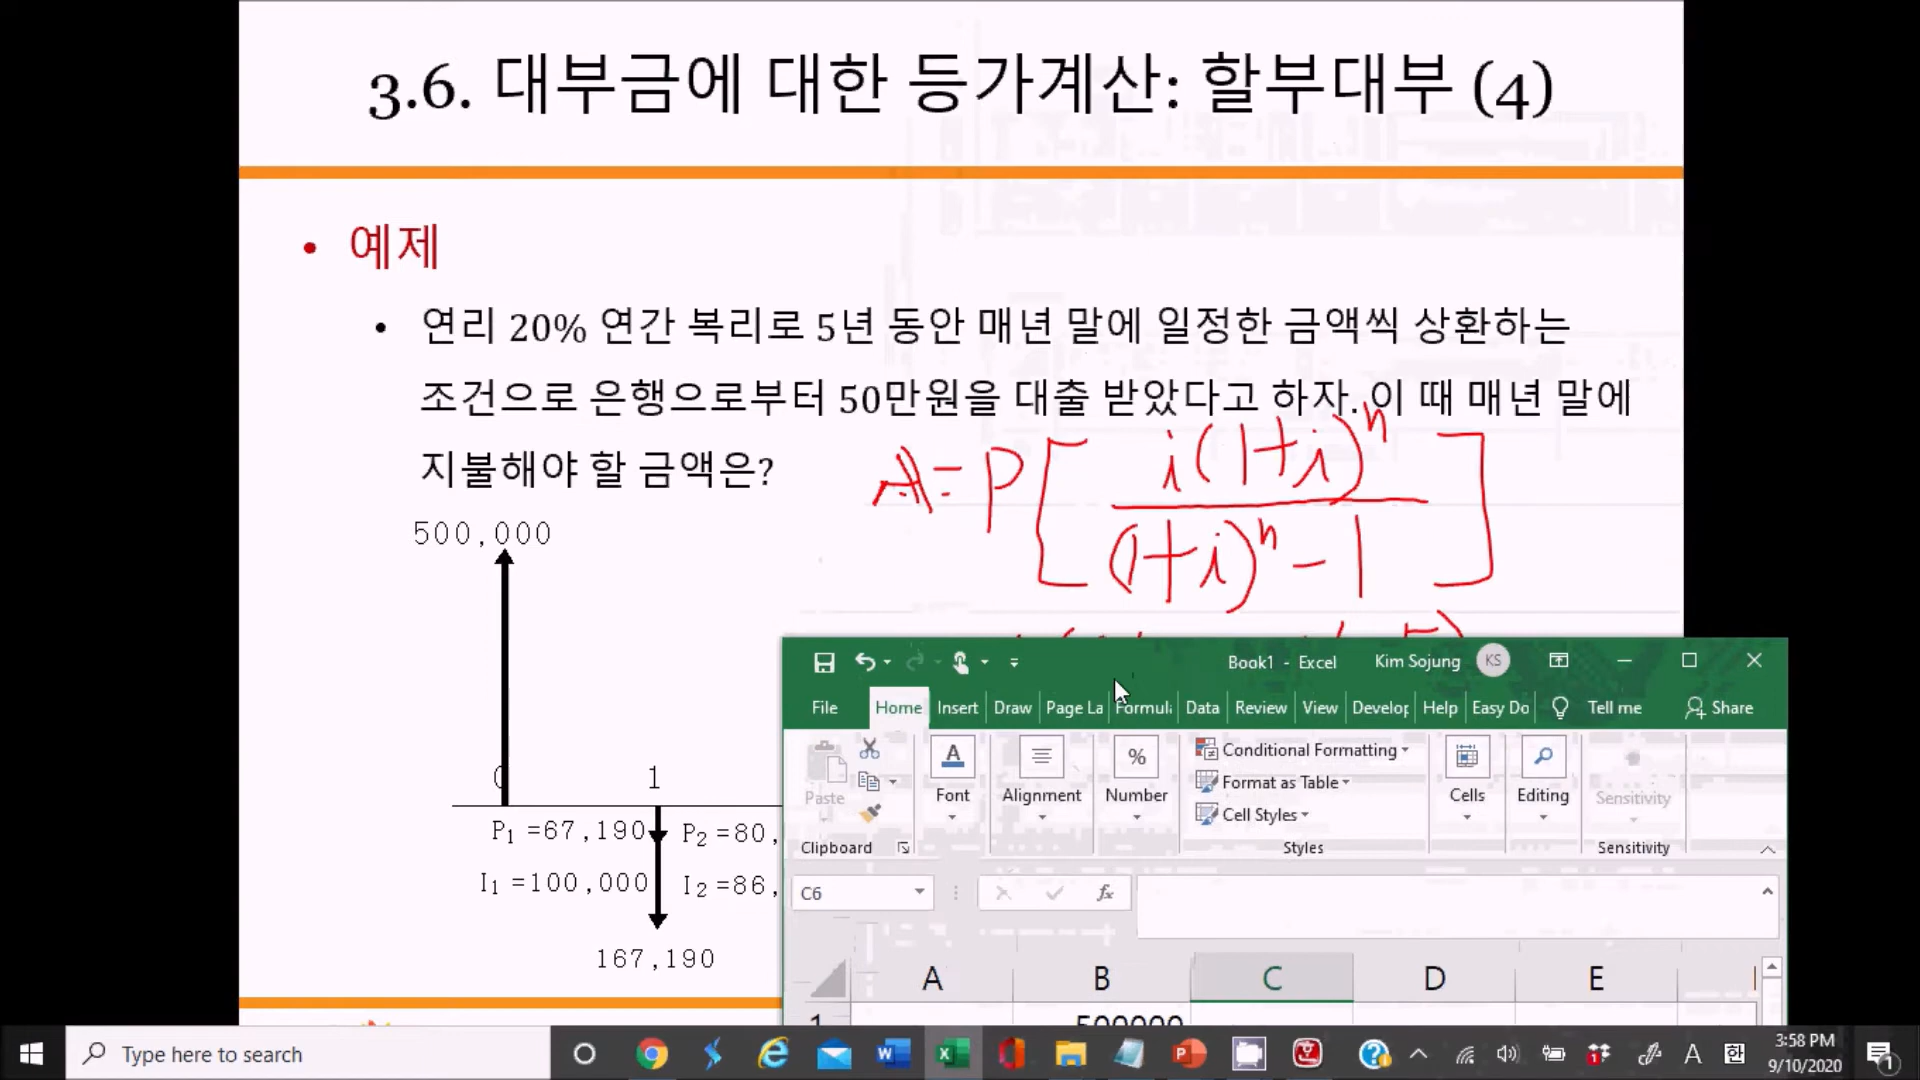 3.6. 대부금에 대한 등가계산: 할부대부 (4)
• 예제
• 연리 20% 연간 복리로 5년 동안 매년 말에 일정한 금액씩 상환하는
조건으로 은행으로부터 50만원을 대출 받았다고 하자. 이 때 매년 말에
지불해야 할 금액은?
A = P [ i(1+i)^n / (1+i)^n - 1 ]
500,000
0 1
P1 =67,190 P2 =80,
I1 =100,000 I2 =86,
167,190
Book1 - Excel Kim Sojung KS
File Home Insert Draw Page La Formula Data Review View Develop Help Easy Do Tell me Share
Paste Font Alignment Number Conditional Formatting Cells Editing Sensitivity
Format as Table
Cell Styles
Clipboard Styles Sensitivity
C6 fx
A B C D E
1 500000
Type here to search
A 한 3:58 PM
9/10/2020
1